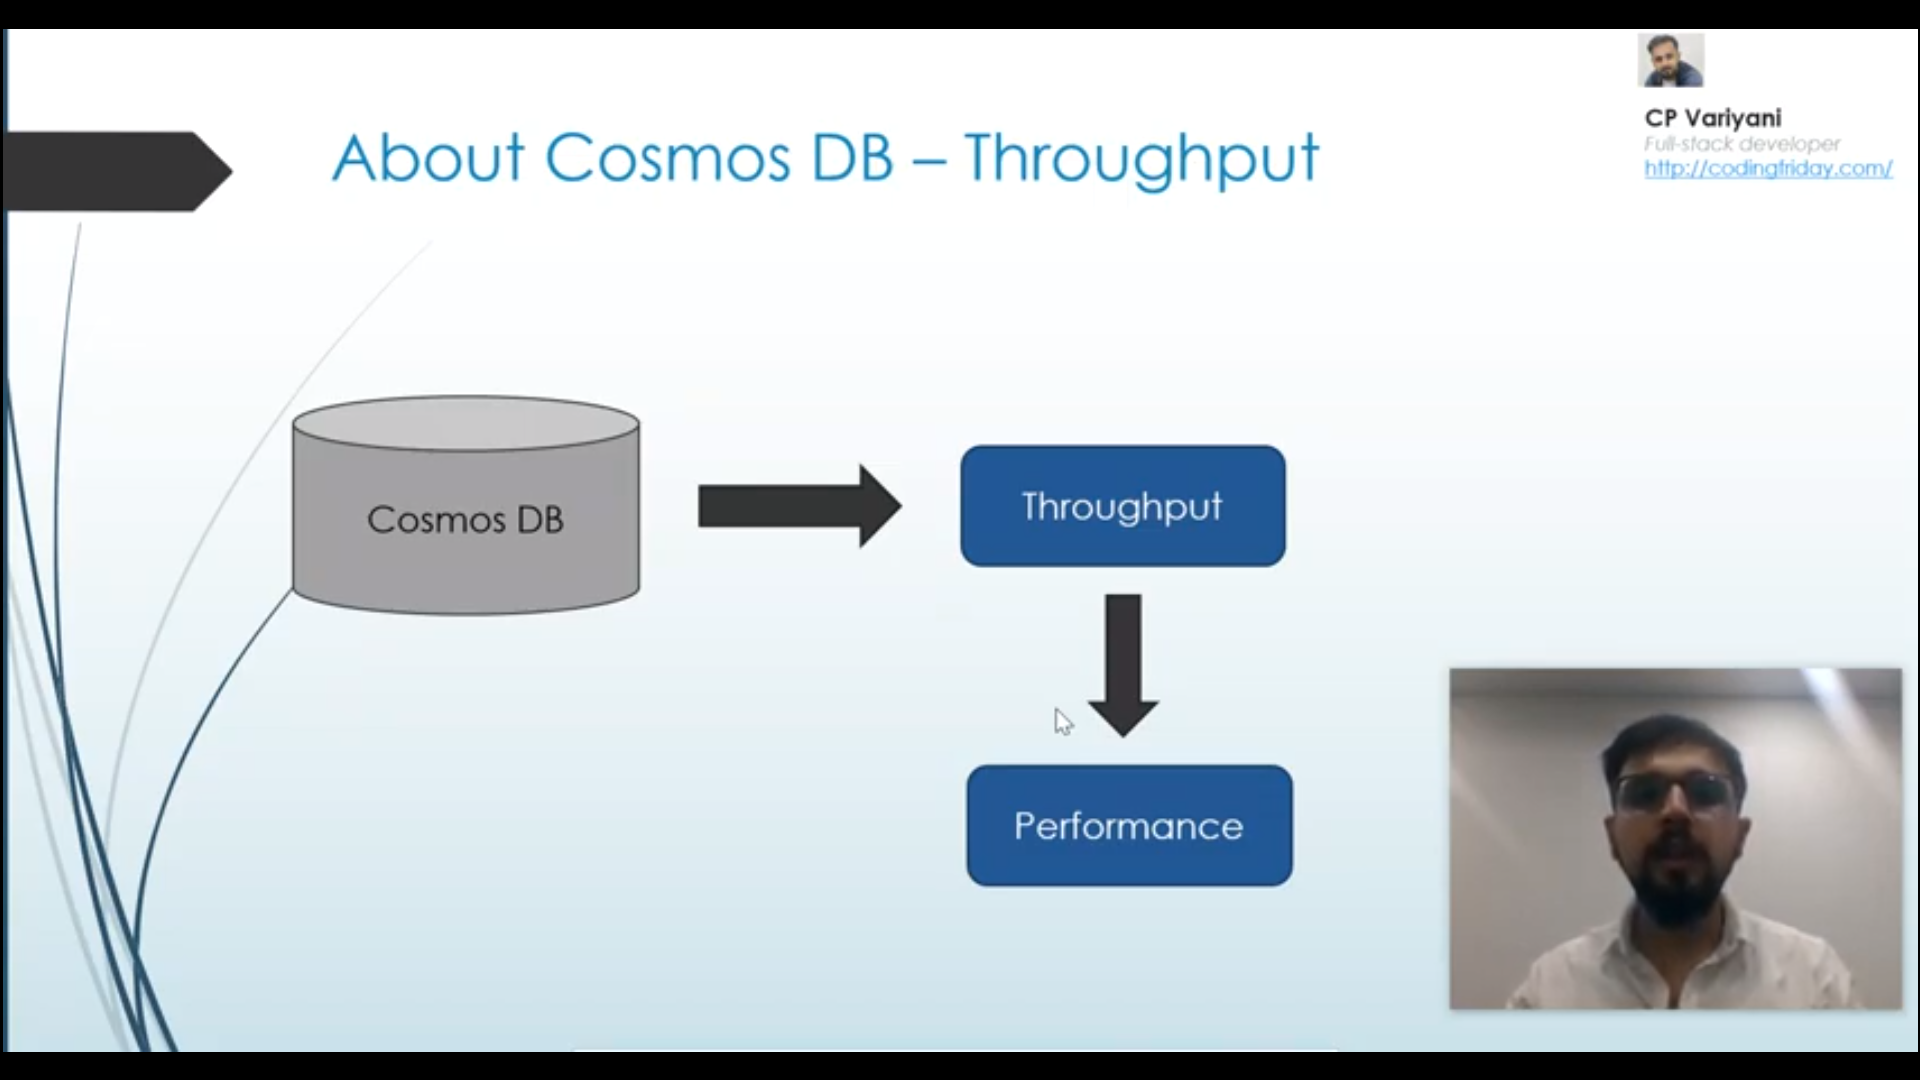 About Cosmos DB – Throughput
CP Variyani
Full-stack developer
http://codingfriday.com/
Cosmos DB
Throughput
Performance